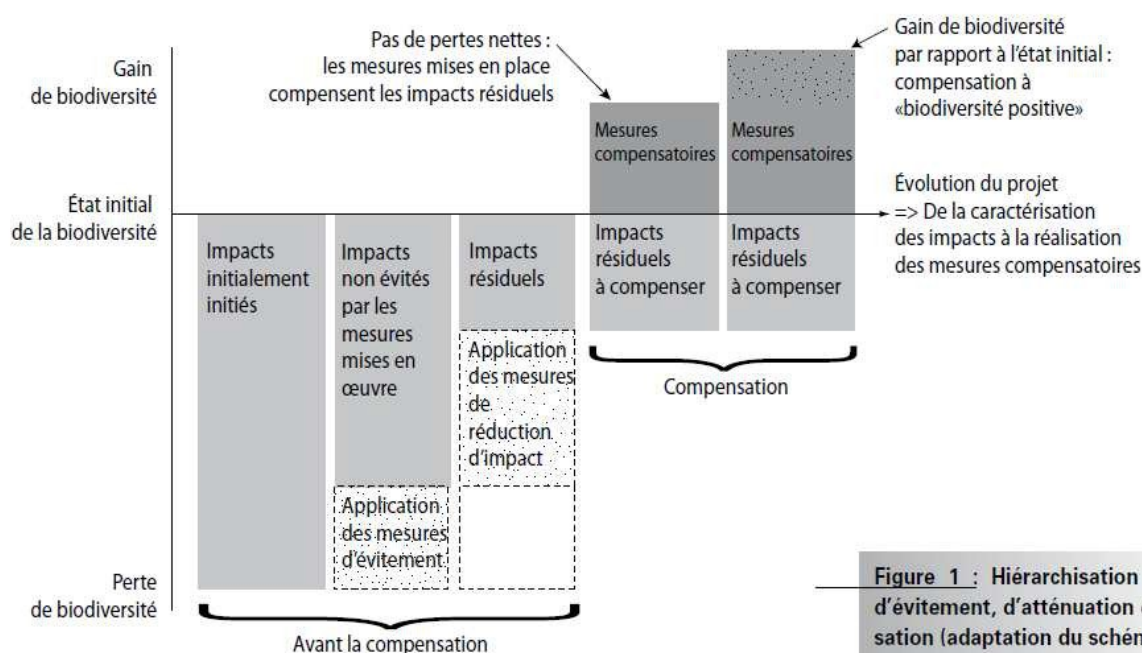 Pas de pertes nettes :
les mesures mises en place
compensent les impacts résiduels
Gain de biodiversité
par rapport à l'état initial :
compensation à
«biodiversité positive»
Gain
de biodiversité
Mesures
compensatoires
Mesures
compensatoires
État initial
de la biodiversité
Évolution du projet
=> De la caractérisation
des impacts à la réalisation
des mesures compensatoires
Impacts
initialement
initiés
Impacts
non évités
par les
mesures
mises en
œuvre
Impacts
résiduels
Impacts
résiduels
à compenser
Impacts
résiduels
à compenser
Application
des mesures
de
réduction
d'impact
Compensation
Application
des mesures
d'évitement
Perte
de biodiversité
Avant la compensation
Figure 1 : Hiérarchisation
d'évitement, d'atténuation
sation (adaptation du schém